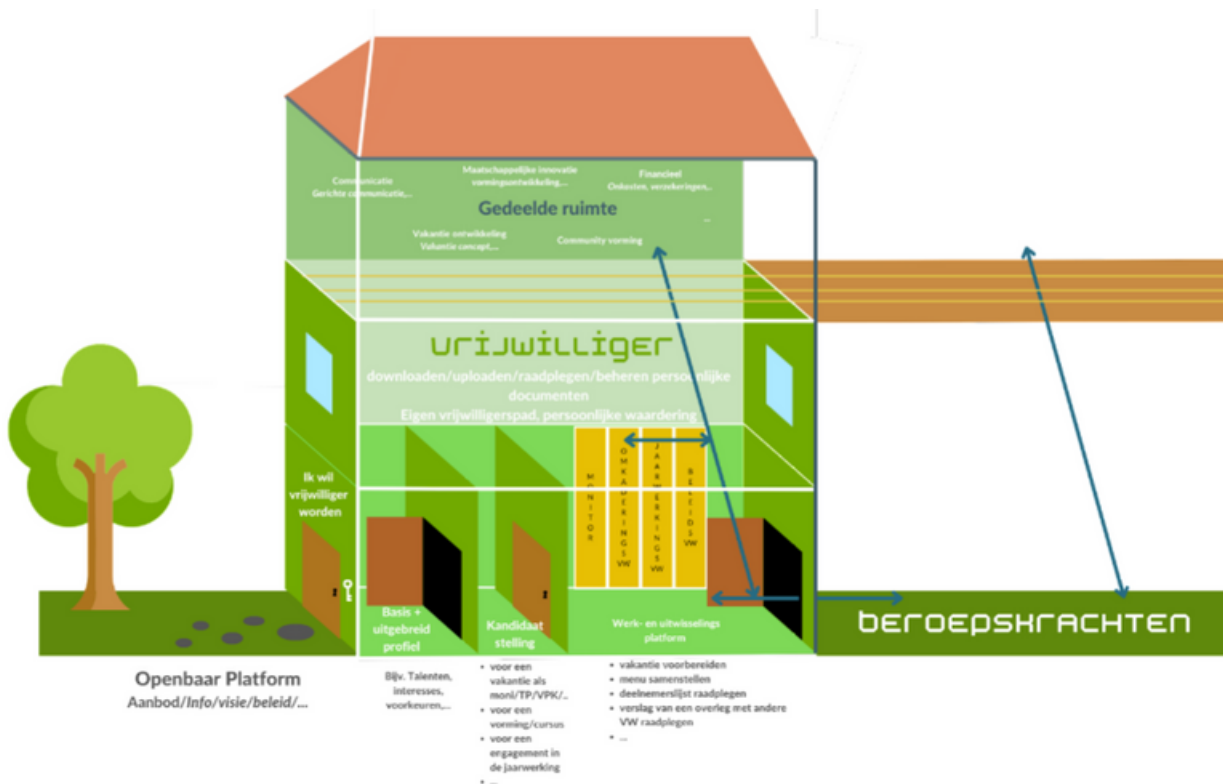 Communicatie
Gerichte communicatie,...
Maatschappelijke innovatie
vormingsontwikkeling,...
Financieel
Onkosten, verzekeringen,..
Gedeelde ruimte
...
Vakantie ontwikkeling
Vakantie concept,...
Community vorming
vrijwilliger
downloaden/uploaden/raadplegen/beheren persoonlijke
documenten
Eigen vrijwilligerspad, persoonlijke waardering
Ik wil
vrijwilliger
worden
MONITOR
OMKADERINGS VW
JAARWERKINGS VW
BELEIDS VW
Basis +
uitgebreid
profiel
Kandidaat
stelling
Werk- en uitwisselings
platform
beroepskrachten
Openbaar Platform
Aanbod/Info/visie/beleid/...
Bijv. Talenten,
interesses,
voorkeuren,...
• voor een
vakantie als
moni/TP/VPK/..
• voor een
vorming/cursus
• voor een
engagement in
de jaarwerking
• ...
• vakantie voorbereiden
• menu samenstellen
• deelnemerslijst raadplegen
• verslag van een overleg met andere
VW raadplegen
• ...